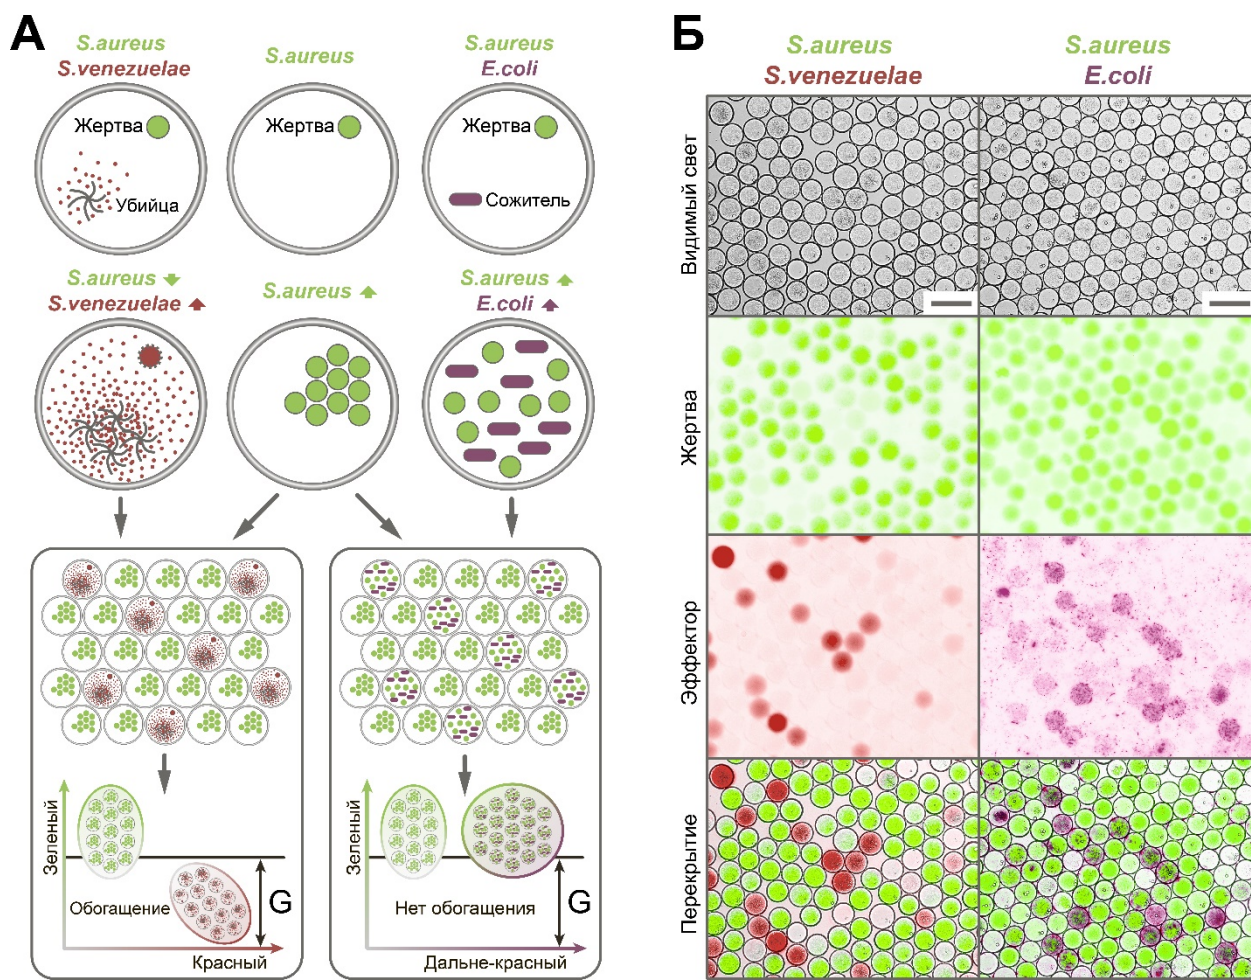 А
S.aureus
S.venezuelae
S.aureus
S.aureus
E.coli
Жертва
Убийца
Жертва
Жертва
Сожитель
S.aureus
S.venezuelae
S.aureus
S.aureus
E.coli
Зеленый
Обогащение
G
Красный
Зеленый
Нет обогащения
G
Дальне-красный
Б
S.aureus
S.venezuelae
S.aureus
E.coli
Видимый свет
Жертва
Эффектор
Перекрытие